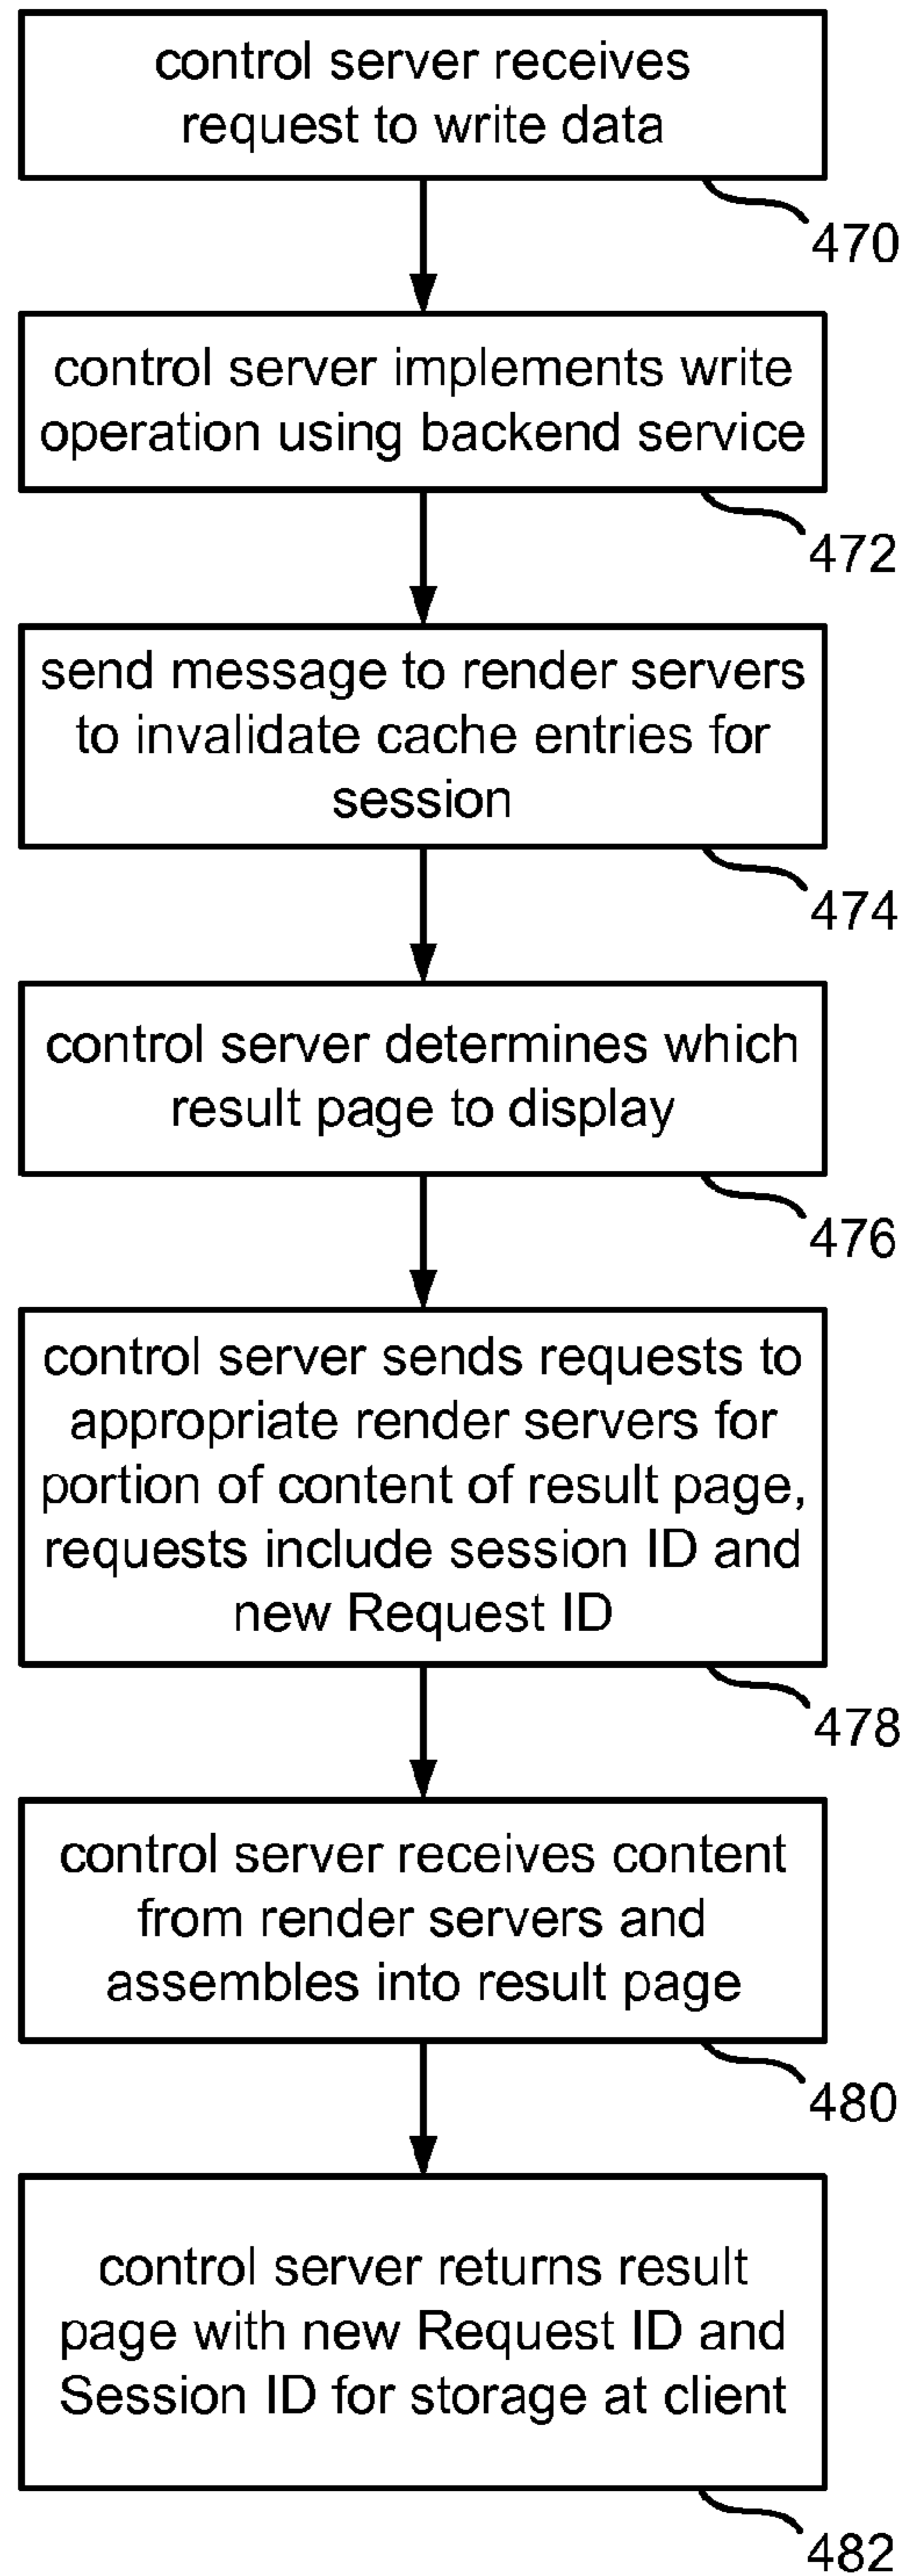 control server receives
request to write data
470
control server implements write
operation using backend service
472
send message to render servers
to invalidate cache entries for
session
474
control server determines which
result page to display
476
control server sends requests to
appropriate render servers for
portion of content of result page,
requests include session ID and
new Request ID
478
control server receives content
from render servers and
assembles into result page
480
control server returns result
page with new Request ID and
Session ID for storage at client
482